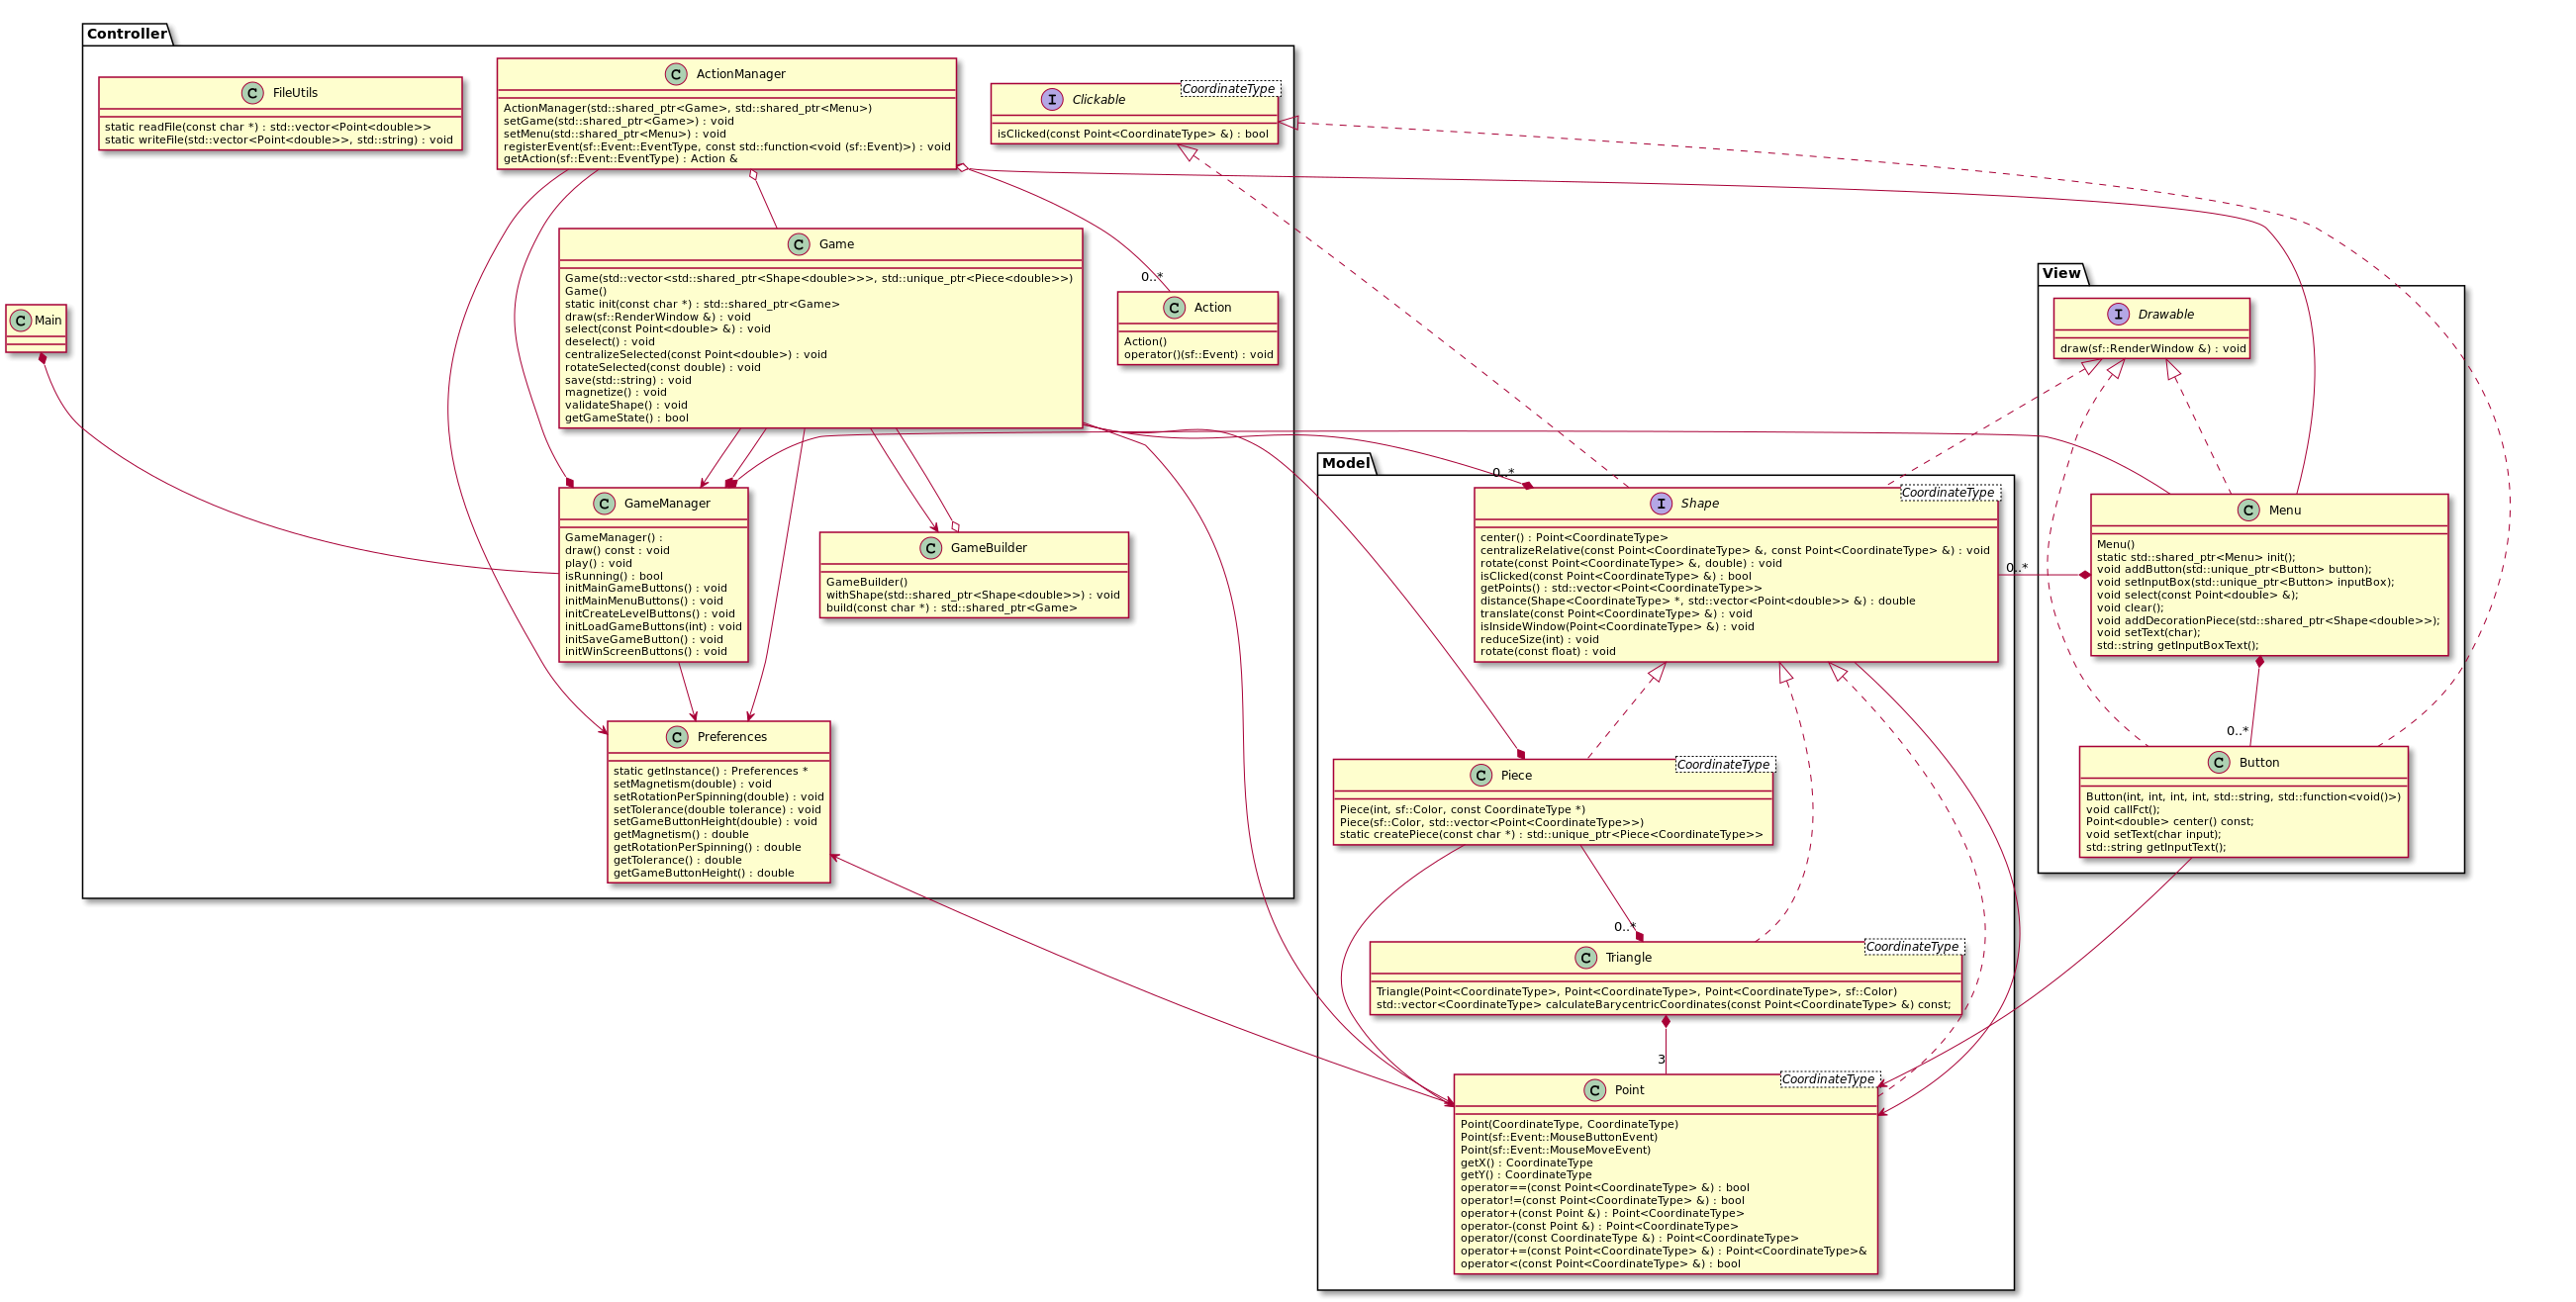 Controller
C FileUtils
static readFile(const char *) : std::vector<Point<double>>
static writeFile(std::vector<Point<double>>, std::string) : void
C ActionManager
ActionManager(std::shared_ptr<Game>, std::shared_ptr<Menu>)
setGame(std::shared_ptr<Game>) : void
setMenu(std::shared_ptr<Menu>) : void
registerEvent(sf::Event::EventType, const std::function<void (sf::Event)>) : void
getAction(sf::Event::EventType) : Action &
I Clickable
CoordinateType
isClicked(const Point<CoordinateType> &) : bool
C Game
Game(std::vector<std::shared_ptr<Shape<double>>>, std::unique_ptr<Piece<double>>)
Game()
static init(const char *) : std::shared_ptr<Game>
draw(sf::RenderWindow &) : void
select(const Point<double> &) : void
deselect() : void
centralizeSelected(const Point<double>) : void
rotateSelected(const double) : void
save(std::string) : void
magnetize() : void
validateShape() : void
getGameState() : bool
0..*
C Action
Action()
operator()(sf::Event) : void
C Main
C GameManager
GameManager() :
draw() const : void
play() : void
isRunning() : bool
initMainGameButtons() : void
initMainMenuButtons() : void
initCreateLevelButtons() : void
initLoadGameButtons(int) : void
initSaveGameButton() : void
initWinScreenButtons() : void
C GameBuilder
GameBuilder()
withShape(std::shared_ptr<Shape<double>>) : void
build(const char *) : std::shared_ptr<Game>
C Preferences
static getInstance() : Preferences *
setMagnetism(double) : void
setRotationPerSpinning(double) : void
setTolerance(double tolerance) : void
setGameButtonHeight(double) : void
getMagnetism() : double
getRotationPerSpinning() : double
getTolerance() : double
getGameButtonHeight() : double
View
I Drawable
draw(sf::RenderWindow &) : void
C Menu
Menu()
static std::shared_ptr<Menu> init();
void addButton(std::unique_ptr<Button> button);
void setInputBox(std::unique_ptr<Button> inputBox);
void select(const Point<double> &);
void clear();
void addDecorationPiece(std::shared_ptr<Shape<double>>);
void setText(char);
std::string getInputBoxText();
0..*
C Button
Button(int, int, int, int, std::string, std::function<void()>)
void callFct();
Point<double> center() const;
void setText(char input);
std::string getInputText();
Model
0..*
I Shape
CoordinateType
center() : Point<CoordinateType>
centralizeRelative(const Point<CoordinateType> &, const Point<CoordinateType> &) : void
rotate(const Point<CoordinateType> &, double) : void
isClicked(const Point<CoordinateType> &) : bool
getPoints() : std::vector<Point<CoordinateType>>
distance(Shape<CoordinateType> *, std::vector<Point<double>> &) : double
translate(const Point<CoordinateType> &) : void
isInsideWindow(Point<CoordinateType> &) : void
reduceSize(int) : void
rotate(const float) : void
0..*
C Piece
CoordinateType
Piece(int, sf::Color, const CoordinateType *)
Piece(sf::Color, std::vector<Point<CoordinateType>>)
static createPiece(const char *) : std::unique_ptr<Piece<CoordinateType>>
0..*
C Triangle
CoordinateType
Triangle(Point<CoordinateType>, Point<CoordinateType>, Point<CoordinateType>, sf::Color)
std::vector<CoordinateType> calculateBarycentricCoordinates(const Point<CoordinateType> &) const;
3
C Point
CoordinateType
Point(CoordinateType, CoordinateType)
Point(sf::Event::MouseButtonEvent)
Point(sf::Event::MouseMoveEvent)
getX() : CoordinateType
getY() : CoordinateType
operator==(const Point<CoordinateType> &) : bool
operator!=(const Point<CoordinateType> &) : bool
operator+(const Point &) : Point<CoordinateType>
operator-(const Point &) : Point<CoordinateType>
operator/(const CoordinateType &) : Point<CoordinateType>
operator+=(const Point<CoordinateType> &) : Point<CoordinateType>&
operator<(const Point<CoordinateType> &) : bool